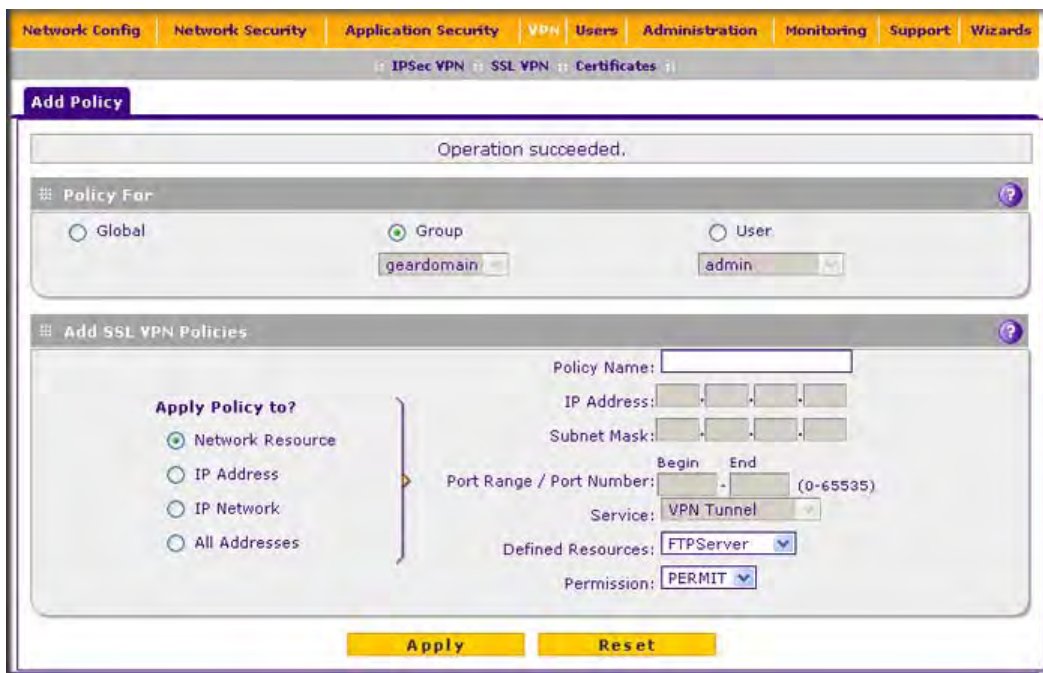 Network Config Network Security Application Security VPN Users Administration Monitoring Support Wizards
:: IPSec VPN :: SSL VPN :: Certificates ::
Add Policy
Operation succeeded.
Policy For ?
Global Group User
geardomain admin
Add SSL VPN Policies ?
Policy Name:
Apply Policy to? IP Address: . . .
Network Resource Subnet Mask: . . .
IP Address Begin End
Port Range / Port Number: - (0-65535)
IP Network Service: VPN Tunnel
All Addresses Defined Resources: FTPServer
Permission: PERMIT
Apply Reset